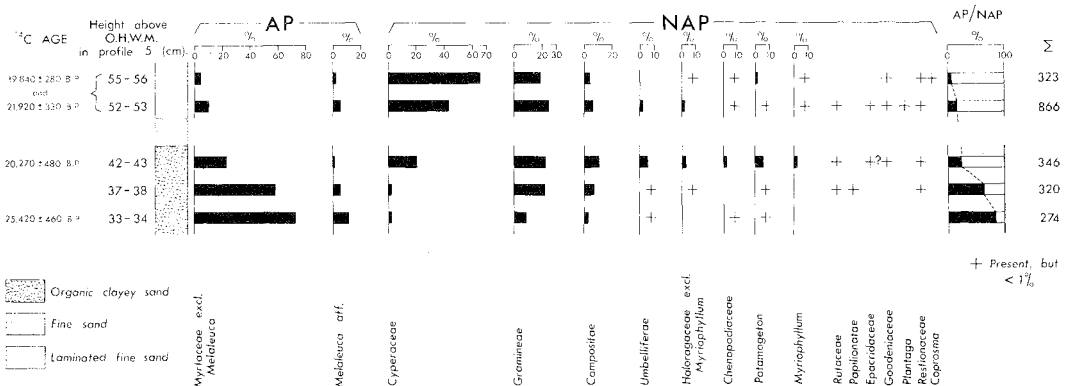 AP
NAP
AP/NAP
¹⁴C AGE
Height above
O.H.W.M.
in profile 5 (cm).
%
0 20 40 60
%
0 20
%
0 20 40 60 70
%
0 20 30
%
0 20
%
0 10
%
0 10
%
0 10
%
0 10
%
0 10
%
0 100
Σ
19,840 ± 280 B.P.
and
21,920 ± 330 B.P.
55-56
323
52-53
866
20,270 ± 480 B.P.
42-43
?
346
37-38
320
25,420 ± 460 B.P.
33-34
274
+ Present, but
< 1%
Organic clayey sand
Fine sand
Laminated fine sand
Myrtaceae excl.
Melaleuca
Melaleuca aff.
Cyperaceae
Gramineae
Compositae
Umbelliferae
Haloragaceae excl.
Myriophyllum
Chenopodiaceae
Potamogeton
Myriophyllum
Rutaceae
Papilionatae
Epacridaceae
Goodeniaceae
Plantago
Restionaceae
Coprosma